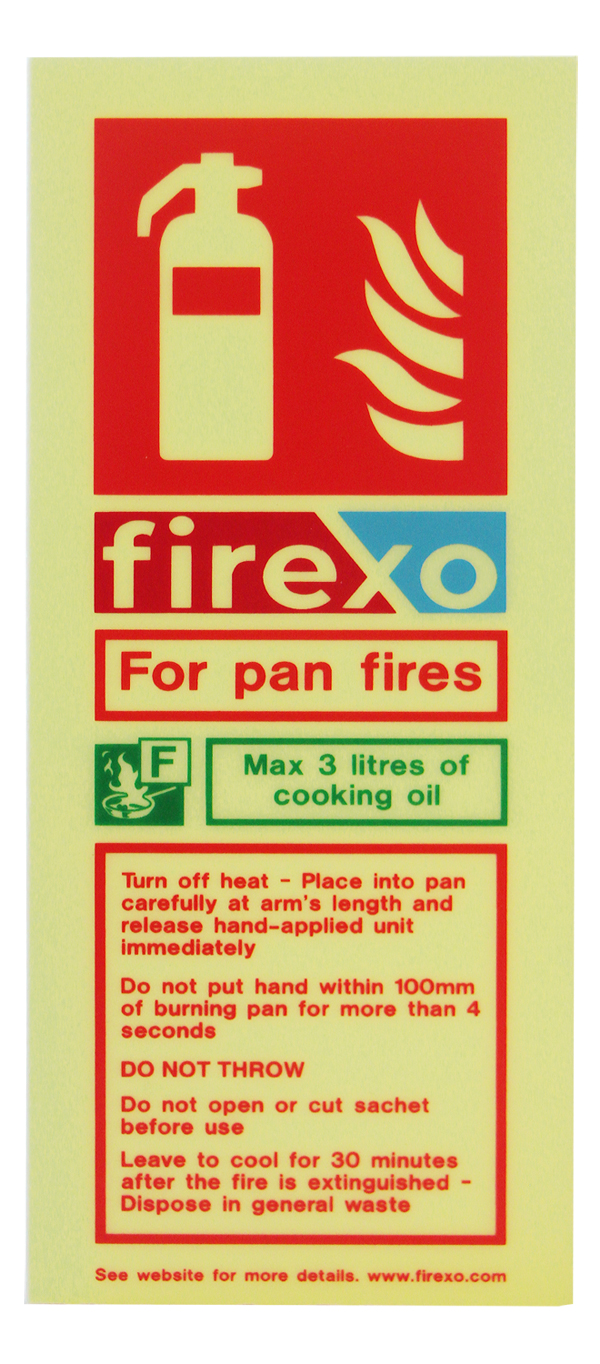 firexo
For pan fires
F
Max 3 litres of
cooking oil
Turn off heat - Place into pan
carefully at arm's length and
release hand-applied unit
immediately
Do not put hand within 100mm
of burning pan for more than 4
seconds
DO NOT THROW
Do not open or cut sachet
before use
Leave to cool for 30 minutes
after the fire is extinguished -
Dispose in general waste
See website for more details. www.firexo.com